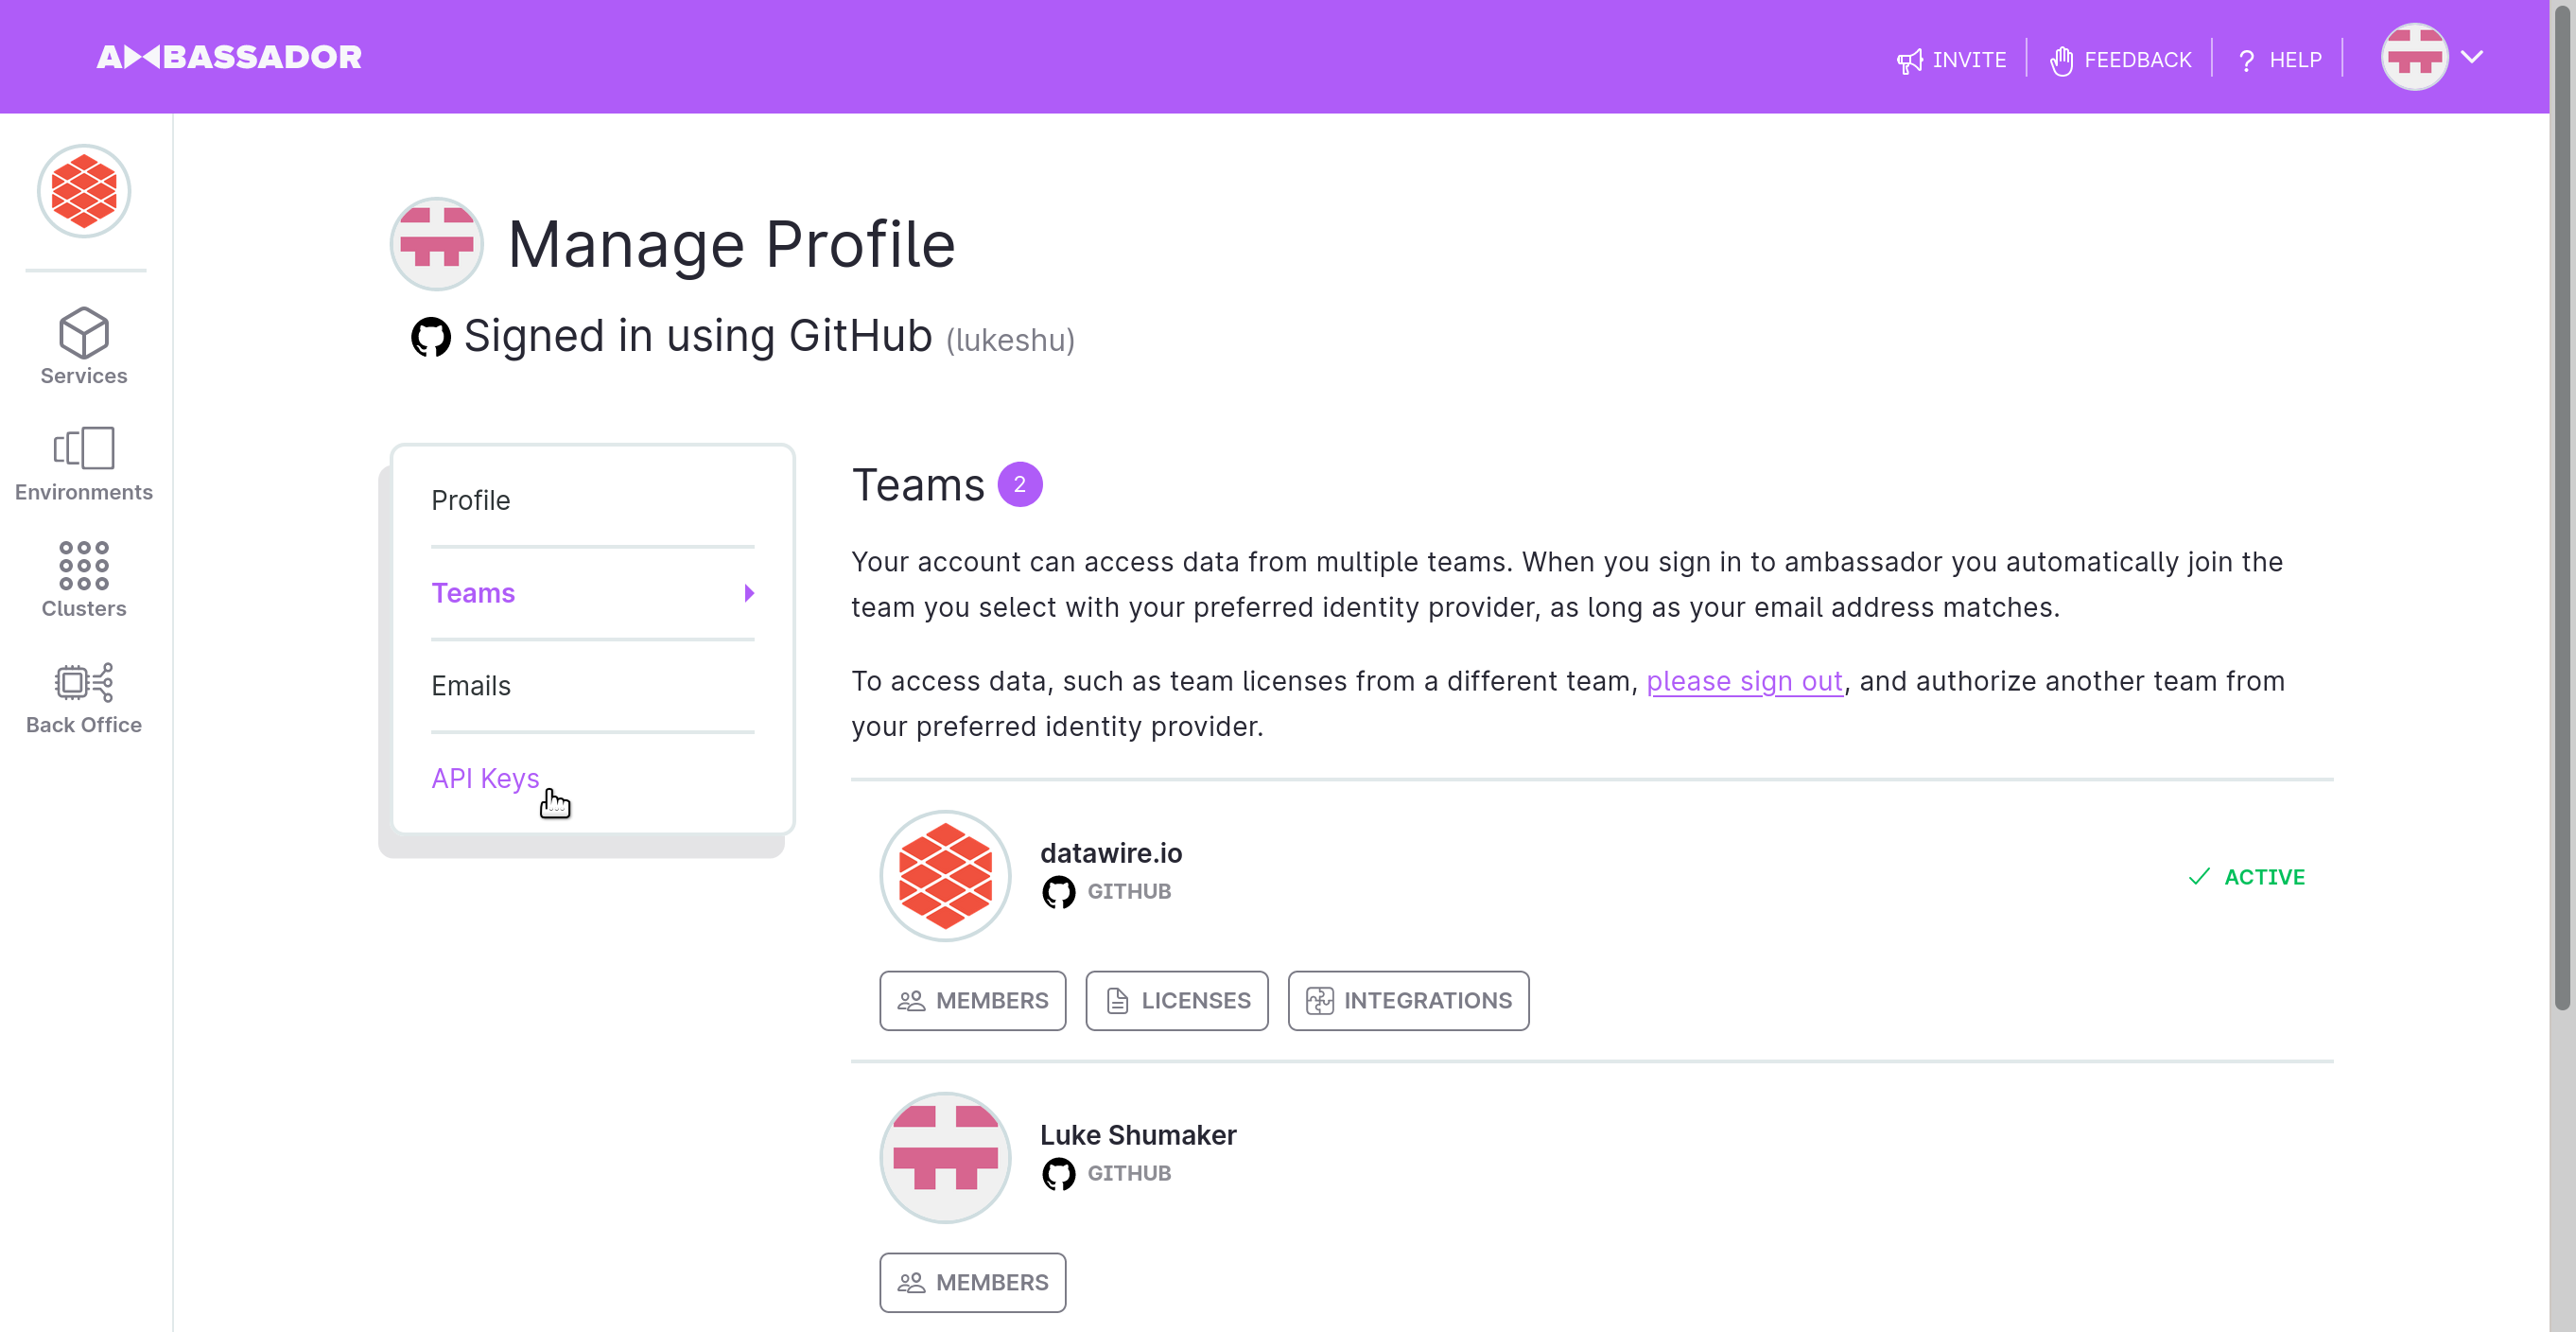 AMBASSADOR
INVITE
FEEDBACK
? HELP
Services
Environments
Clusters
Back Office
Manage Profile
Signed in using GitHub (lukeshu)
Profile
Teams
Emails
API Keys
Teams 2
Your account can access data from multiple teams. When you sign in to ambassador you automatically join the
team you select with your preferred identity provider, as long as your email address matches.
To access data, such as team licenses from a different team, please sign out, and authorize another team from
your preferred identity provider.
datawire.io
GITHUB
ACTIVE
MEMBERS
LICENSES
INTEGRATIONS
Luke Shumaker
GITHUB
MEMBERS